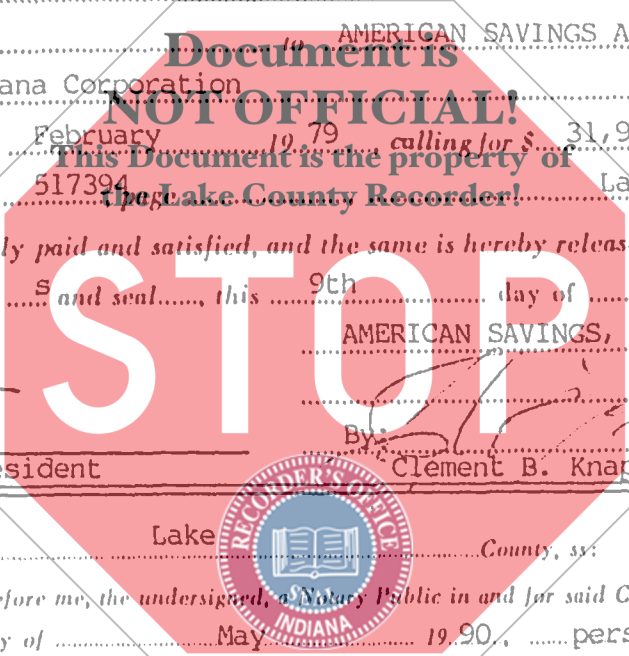 to AMERICAN SAVINGS A
Document is
ana Corporation
NOT OFFICIAL!
February 19 79, calling for $ 31,9
This Document is the property of
517394 page La
the Lake County Recorder!
ly paid and satisfied, and the same is hereby releas
s and seal......, this 9th day of
STOP
AMERICAN SAVINGS,
By:
esident Clement B. Knap
RECORDER'S OFFICE
Lake County, ss:
efore me, the undersigned, a Notary Public in and for said C
INDIANA
y of May 19 90, pers